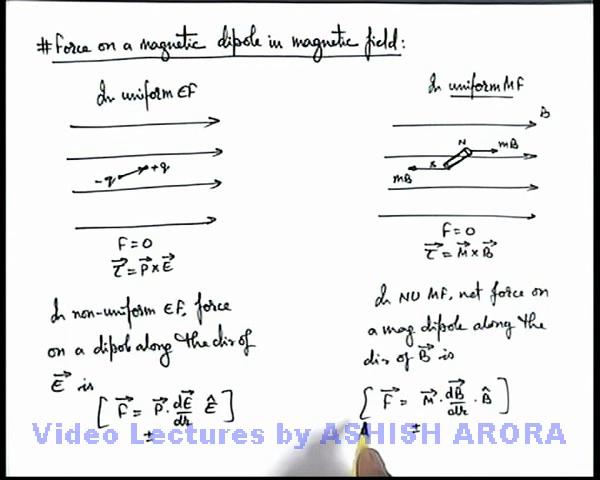 # Force on a magnetic dipole in magnetic field:
In uniform EF
-q +q
F = 0
τ⃗ = P⃗ × E⃗
In non-uniform EF, force
on a dipole along the dir of
E⃗ is
[ F⃗ = P⃗ · dE⃗/dr Ê ]
±
In uniform MF
B
N mB
mB
F = 0
τ⃗ = M⃗ × B⃗
In NU MF, net force on
a mag dipole along the
dir of B⃗ is
[ F⃗ = M⃗ · dB⃗/dr · B̂ ]
±
Video Lectures by ASHISH ARORA